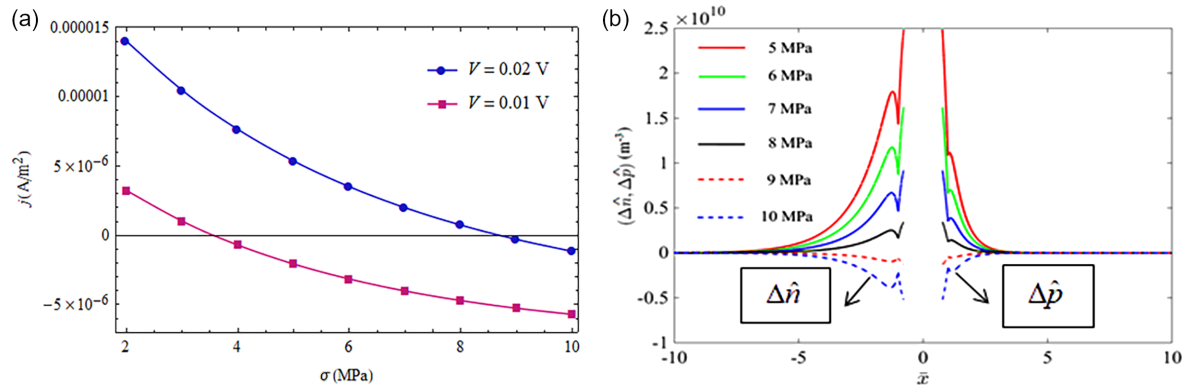 (a)
0.000015
0.00001
5×10⁻⁶
0
−5×10⁻⁶
j(A/m²)
V = 0.02 V
V = 0.01 V
2
4
6
8
10
σ (MPa)
(b)
×10¹⁰
2.5
2
1.5
1
0.5
0
-0.5
-1
(Δn̂, Δp̂) (m⁻³)
5 MPa
6 MPa
7 MPa
8 MPa
9 MPa
10 MPa
Δn̂
Δp̂
-10
-5
0
5
10
x̄